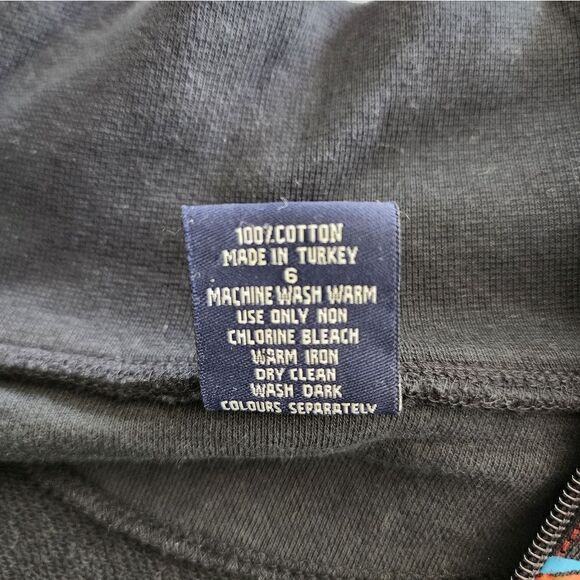 100% COTTON
MADE IN TURKEY
6
MACHINE WASH WARM
USE ONLY NON
CHLORINE BLEACH
WARM IRON
DRY CLEAN
WASH DARK
COLOURS SEPARATELY